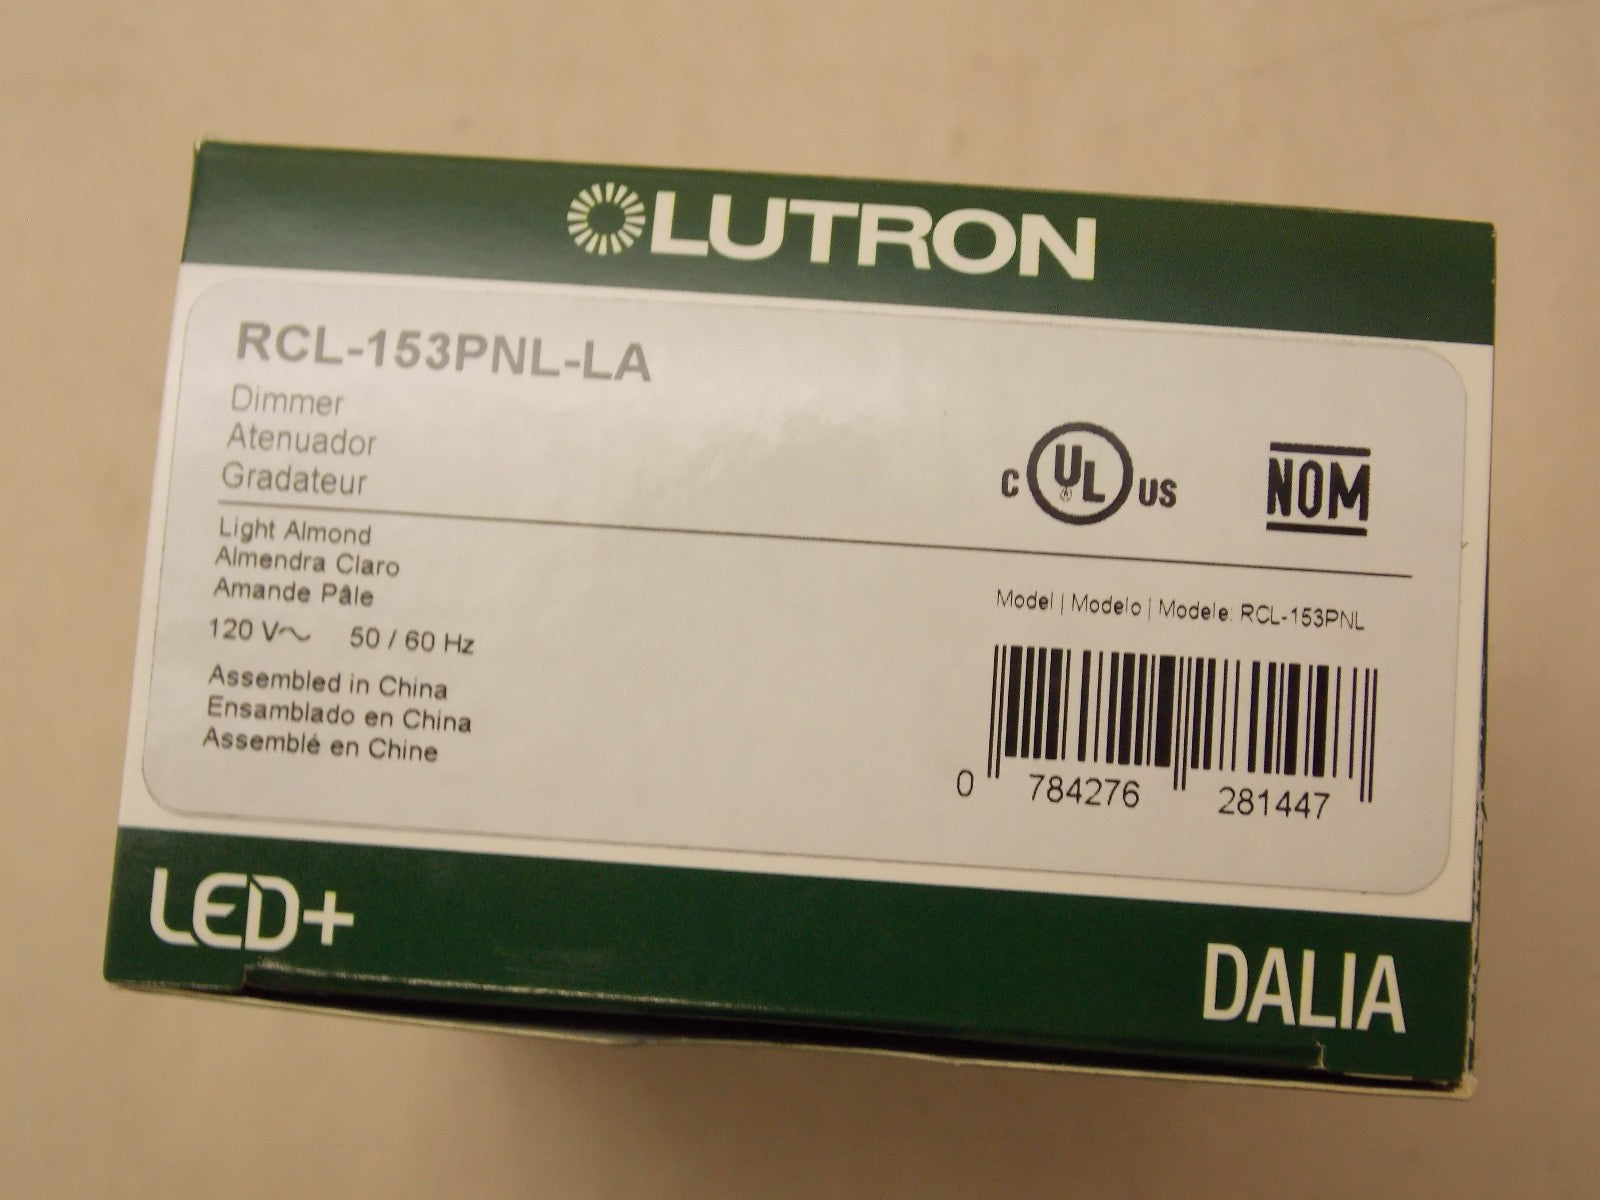 LUTRON
RCL-153PNL-LA
Dimmer
Atenuador
Gradateur
C UL US
NOM
Light Almond
Almendra Claro
Amande Pâle
120 V~ 50 / 60 Hz
Assembled in China
Ensamblado en China
Assemblé en Chine
Model | Modelo | Modele: RCL-153PNL
0 784276 281447
LED+
DALIA